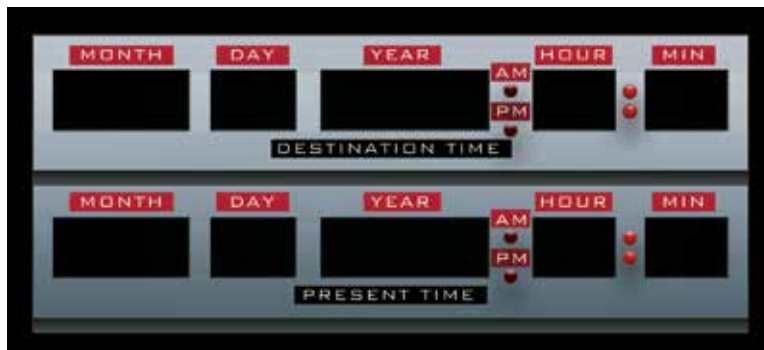 MONTH DAY YEAR HOUR MIN
AM
PM
DESTINATION TIME
MONTH DAY YEAR HOUR MIN
AM
PM
PRESENT TIME